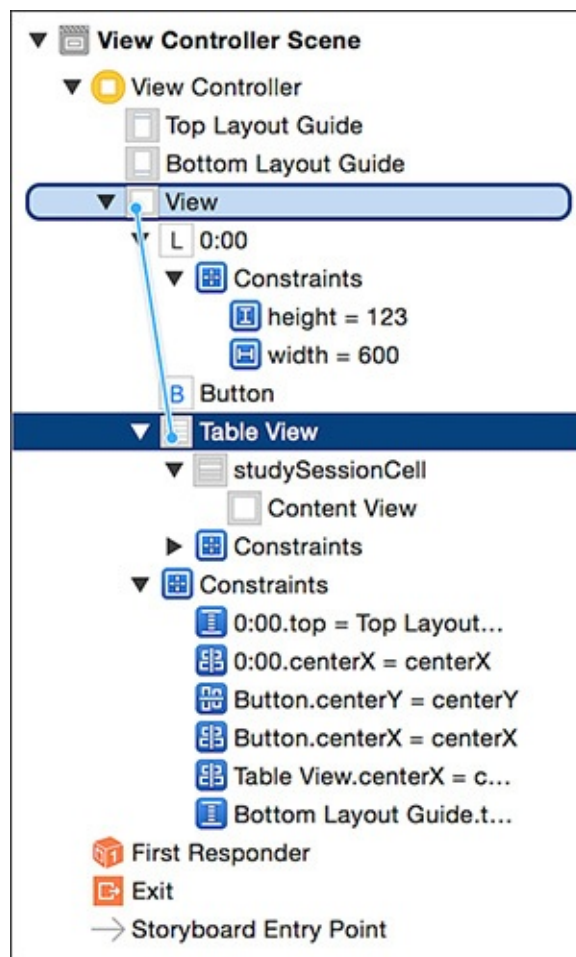 View Controller Scene
View Controller
Top Layout Guide
Bottom Layout Guide
View
L 0:00
Constraints
height = 123
width = 600
B Button
Table View
studySessionCell
Content View
Constraints
Constraints
0:00.top = Top Layout...
0:00.centerX = centerX
Button.centerY = centerY
Button.centerX = centerX
Table View.centerX = c...
Bottom Layout Guide.t...
First Responder
Exit
Storyboard Entry Point